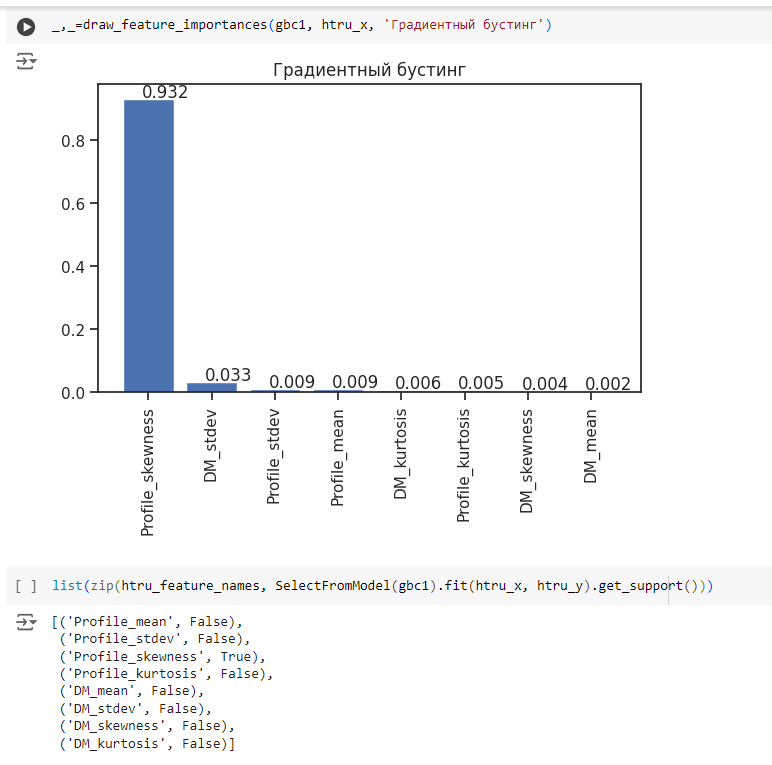 _,_=draw_feature_importances(gbc1, htru_x, 'Градиентный бустинг')
Градиентный бустинг
0.932
0.8
0.6
0.4
0.2
0.0
0.033
0.009
0.009
0.006
0.005
0.004
0.002
Profile_skewness
DM_stdev
Profile_stdev
Profile_mean
DM_kurtosis
Profile_kurtosis
DM_skewness
DM_mean
[ ] list(zip(htru_feature_names, SelectFromModel(gbc1).fit(htru_x, htru_y).get_support()))
[('Profile_mean', False),
('Profile_stdev', False),
('Profile_skewness', True),
('Profile_kurtosis', False),
('DM_mean', False),
('DM_stdev', False),
('DM_skewness', False),
('DM_kurtosis', False)]